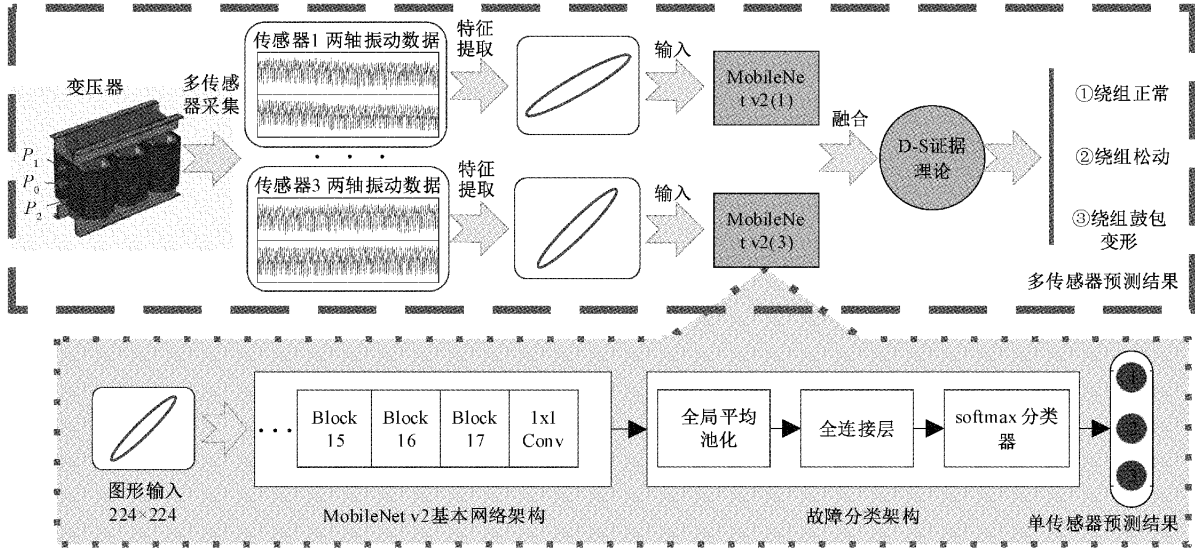 变压器
P1
P0
P2
多传感
器采集
传感器1 两轴振动数据
传感器3 两轴振动数据
特征
提取
特征
提取
输入
输入
MobileNe
t v2(1)
MobileNe
t v2(3)
融合
D-S证据
理论
①绕组正常
②绕组松动
③绕组鼓包
变形
多传感器预测结果
图形输入
224×224
Block
15
Block
16
Block
17
1x1
Conv
MobileNet v2基本网络架构
全局平均
池化
全连接层
softmax 分类
器
故障分类架构
1
2
3
单传感器预测结果